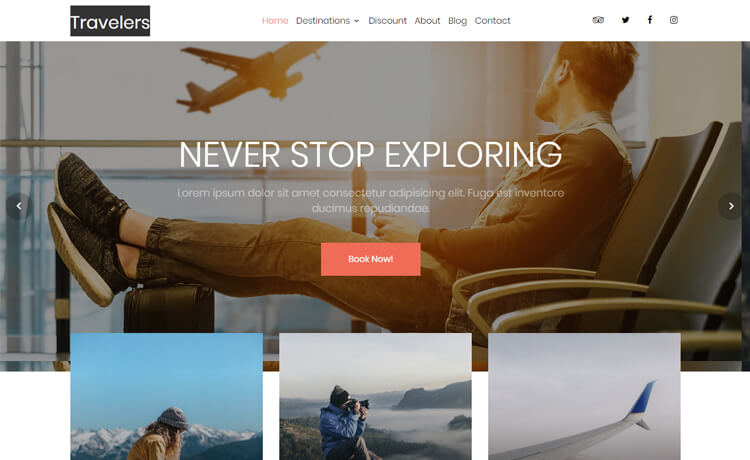 Travelers
Home Destinations Discount About Blog Contact
NEVER STOP EXPLORING
Lorem ipsum dolor sit amet consectetur adipisicing elit. Fuga est inventore
ducimus repudiandae.
Book Now!